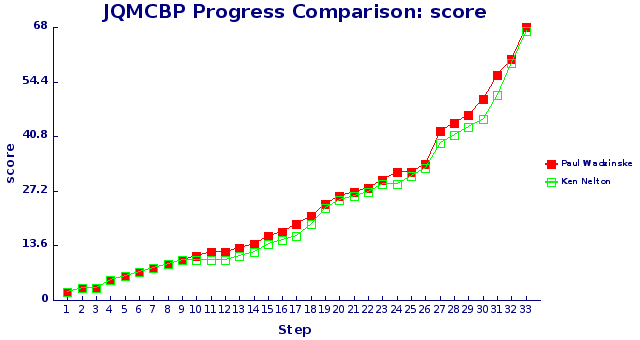 JQMCBP Progress Comparison: score
68
54.4
40.8
27.2
13.6
0
score
1 2 3 4 5 6 7 8 9 10 11 12 13 14 15 16 17 18 19 20 21 22 23 24 25 26 27 28 29 30 31 32 33
Step
Paul Wadzinske
Ken Nelton